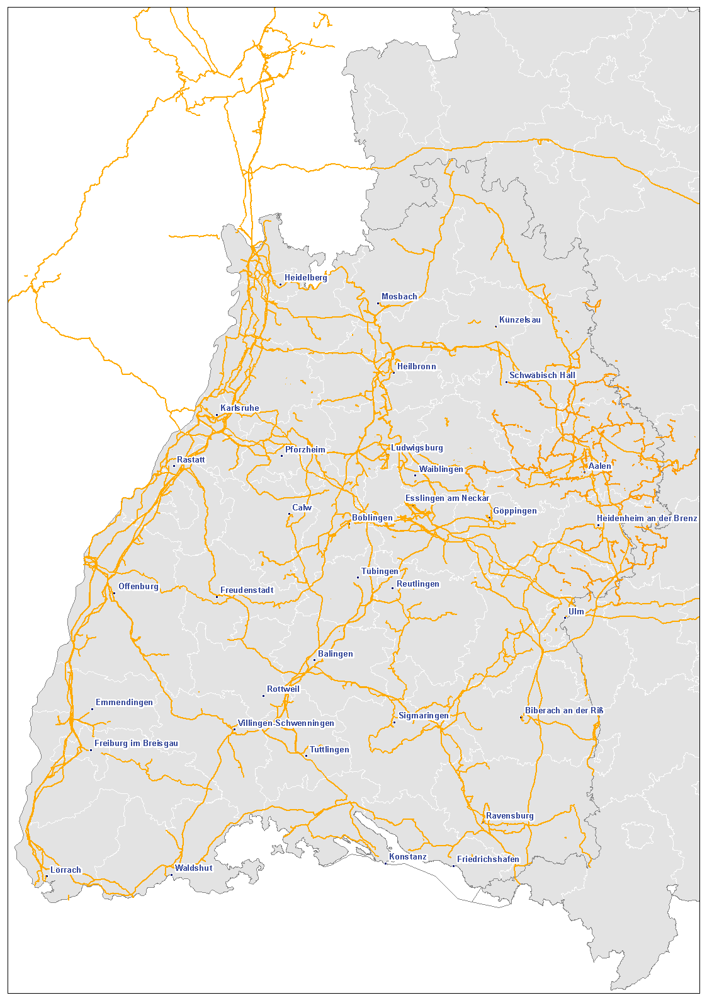 Heidelberg
Mosbach
Künzelsau
Heilbronn
Schwäbisch Hall
Karlsruhe
Pforzheim
Ludwigsburg
Rastatt
Waiblingen
Aalen
Esslingen am Neckar
Calw
Göppingen
Böblingen
Heidenheim an der Brenz
Tübingen
Reutlingen
Offenburg
Freudenstadt
Ulm
Balingen
Rottweil
Emmendingen
Biberach an der Riß
Sigmaringen
Villingen-Schwenningen
Freiburg im Breisgau
Tuttlingen
Ravensburg
Konstanz
Friedrichshafen
Waldshut
Lörrach